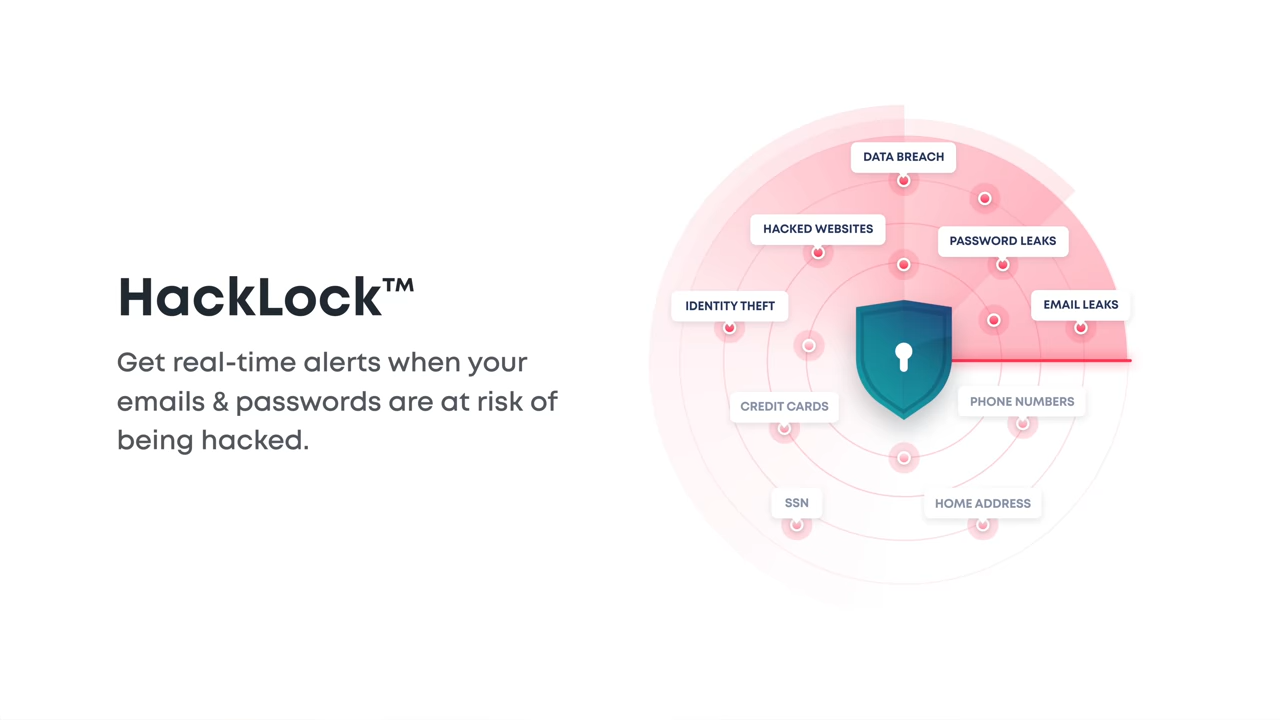 HackLock™
Get real-time alerts when your
emails & passwords are at risk of
being hacked.
DATA BREACH
HACKED WEBSITES
PASSWORD LEAKS
IDENTITY THEFT
EMAIL LEAKS
CREDIT CARDS
PHONE NUMBERS
SSN
HOME ADDRESS